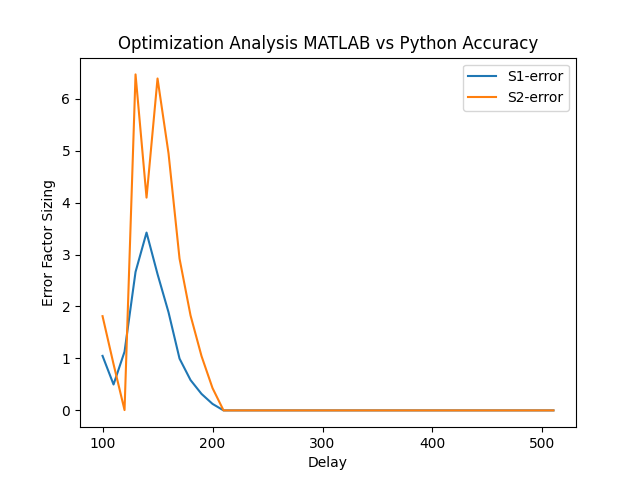 Optimization Analysis MATLAB vs Python Accuracy
S1-error
S2-error
6
5
4
3
2
1
0
Error Factor Sizing
100 200 300 400 500
Delay